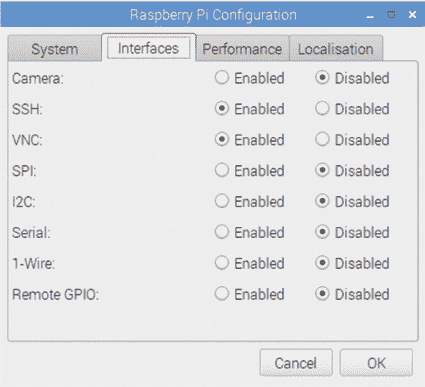 Raspberry Pi Configuration
System Interfaces Performance Localisation
Camera: Enabled Disabled
SSH: Enabled Disabled
VNC: Enabled Disabled
SPI: Enabled Disabled
I2C: Enabled Disabled
Serial: Enabled Disabled
1-Wire: Enabled Disabled
Remote GPIO: Enabled Disabled
Cancel OK